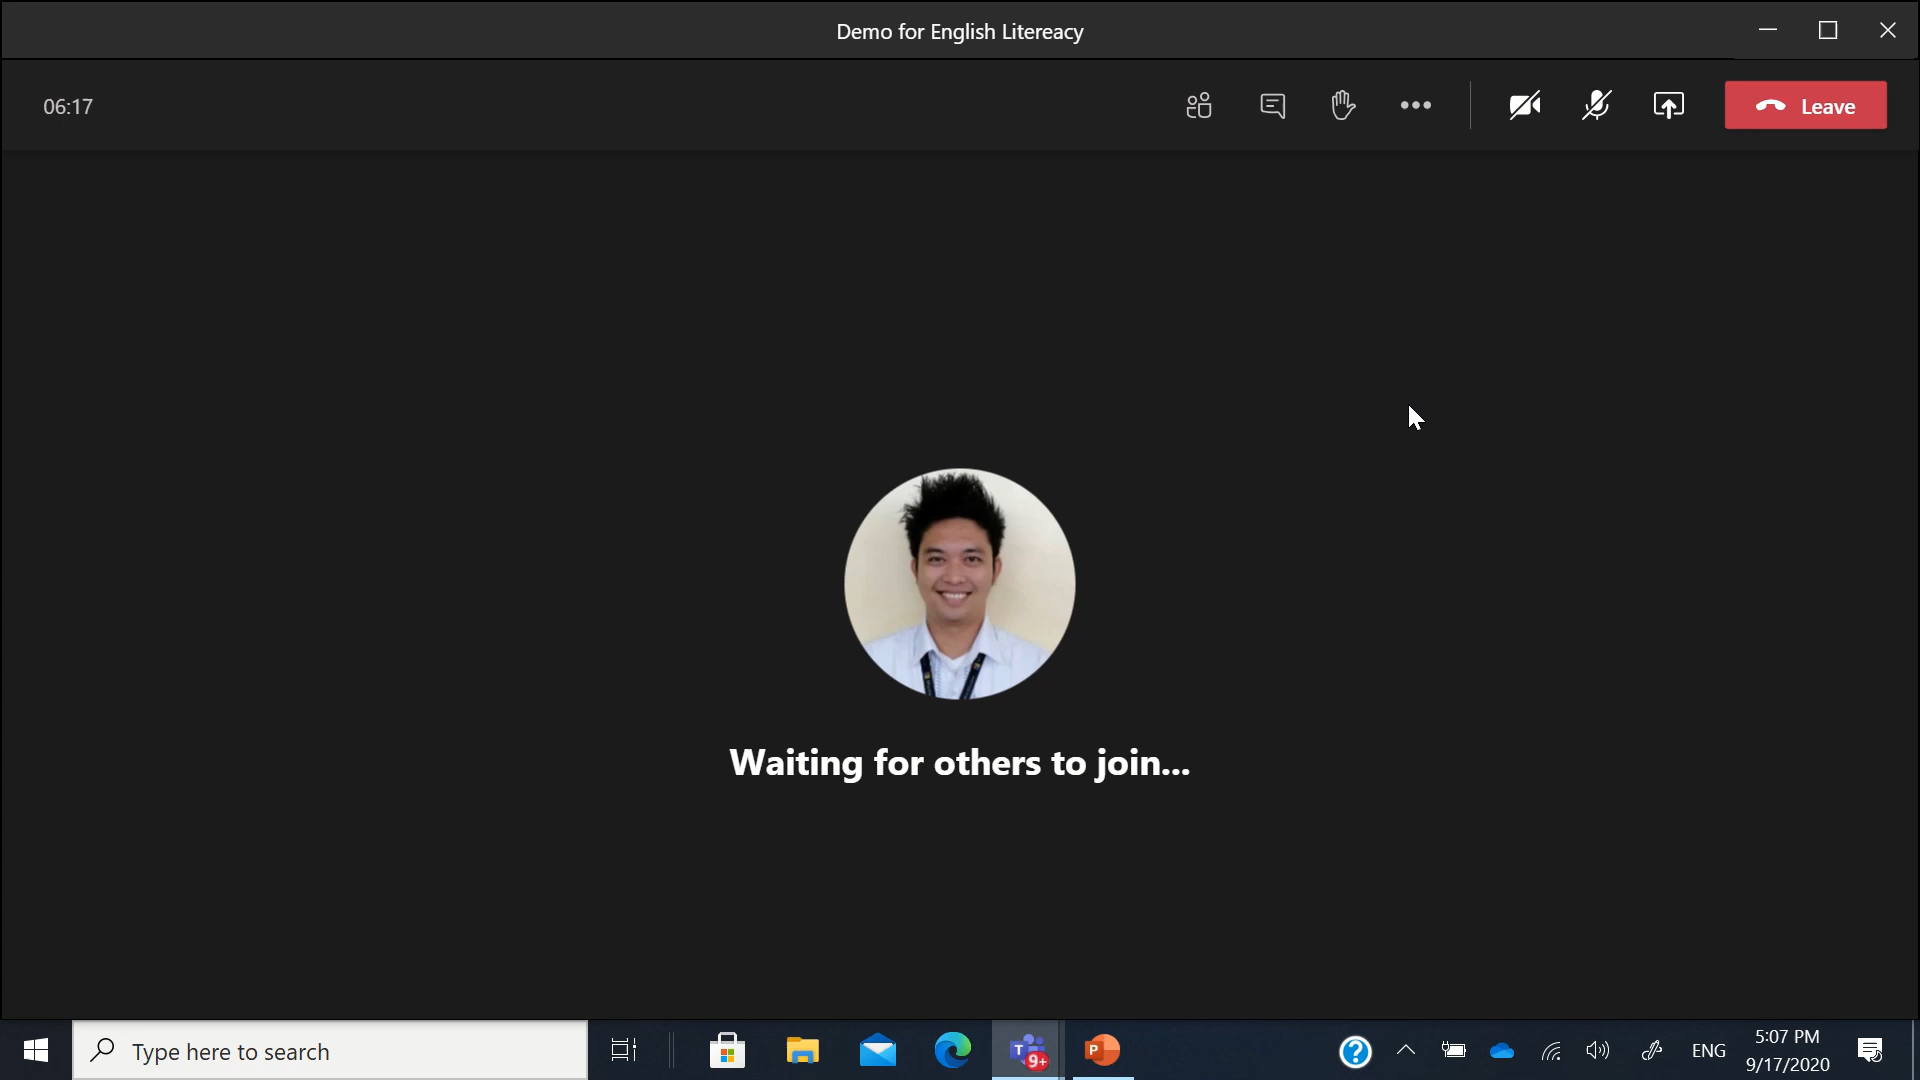 Demo for English Litereacy
06:17
Leave
Waiting for others to join...
Type here to search
T
9+
P
?
ENG
5:07 PM
9/17/2020